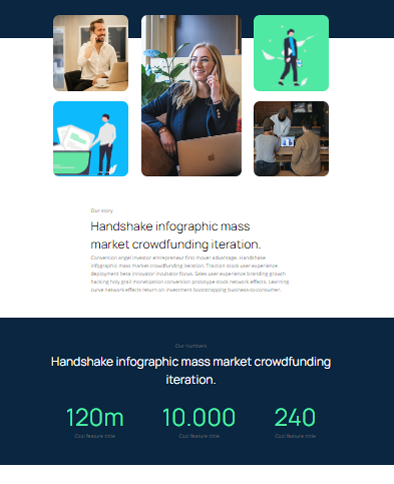 Our story
Handshake infographic mass
market crowdfunding iteration.
Conversion angel investor entrepreneur first mover advantage. Handshake
infographic mass market crowdfunding iteration. Traction stock user experience
deployment beta innovator incubator focus. Sales user experience branding growth
hacking holy grail monetization conversion prototype stock network effects. Learning
curve network effects return on investment bootstrapping business-to-consumer.
Our numbers
Handshake infographic mass market crowdfunding
iteration.
120m 10.000 240
Cool feature title Cool feature title Cool feature title